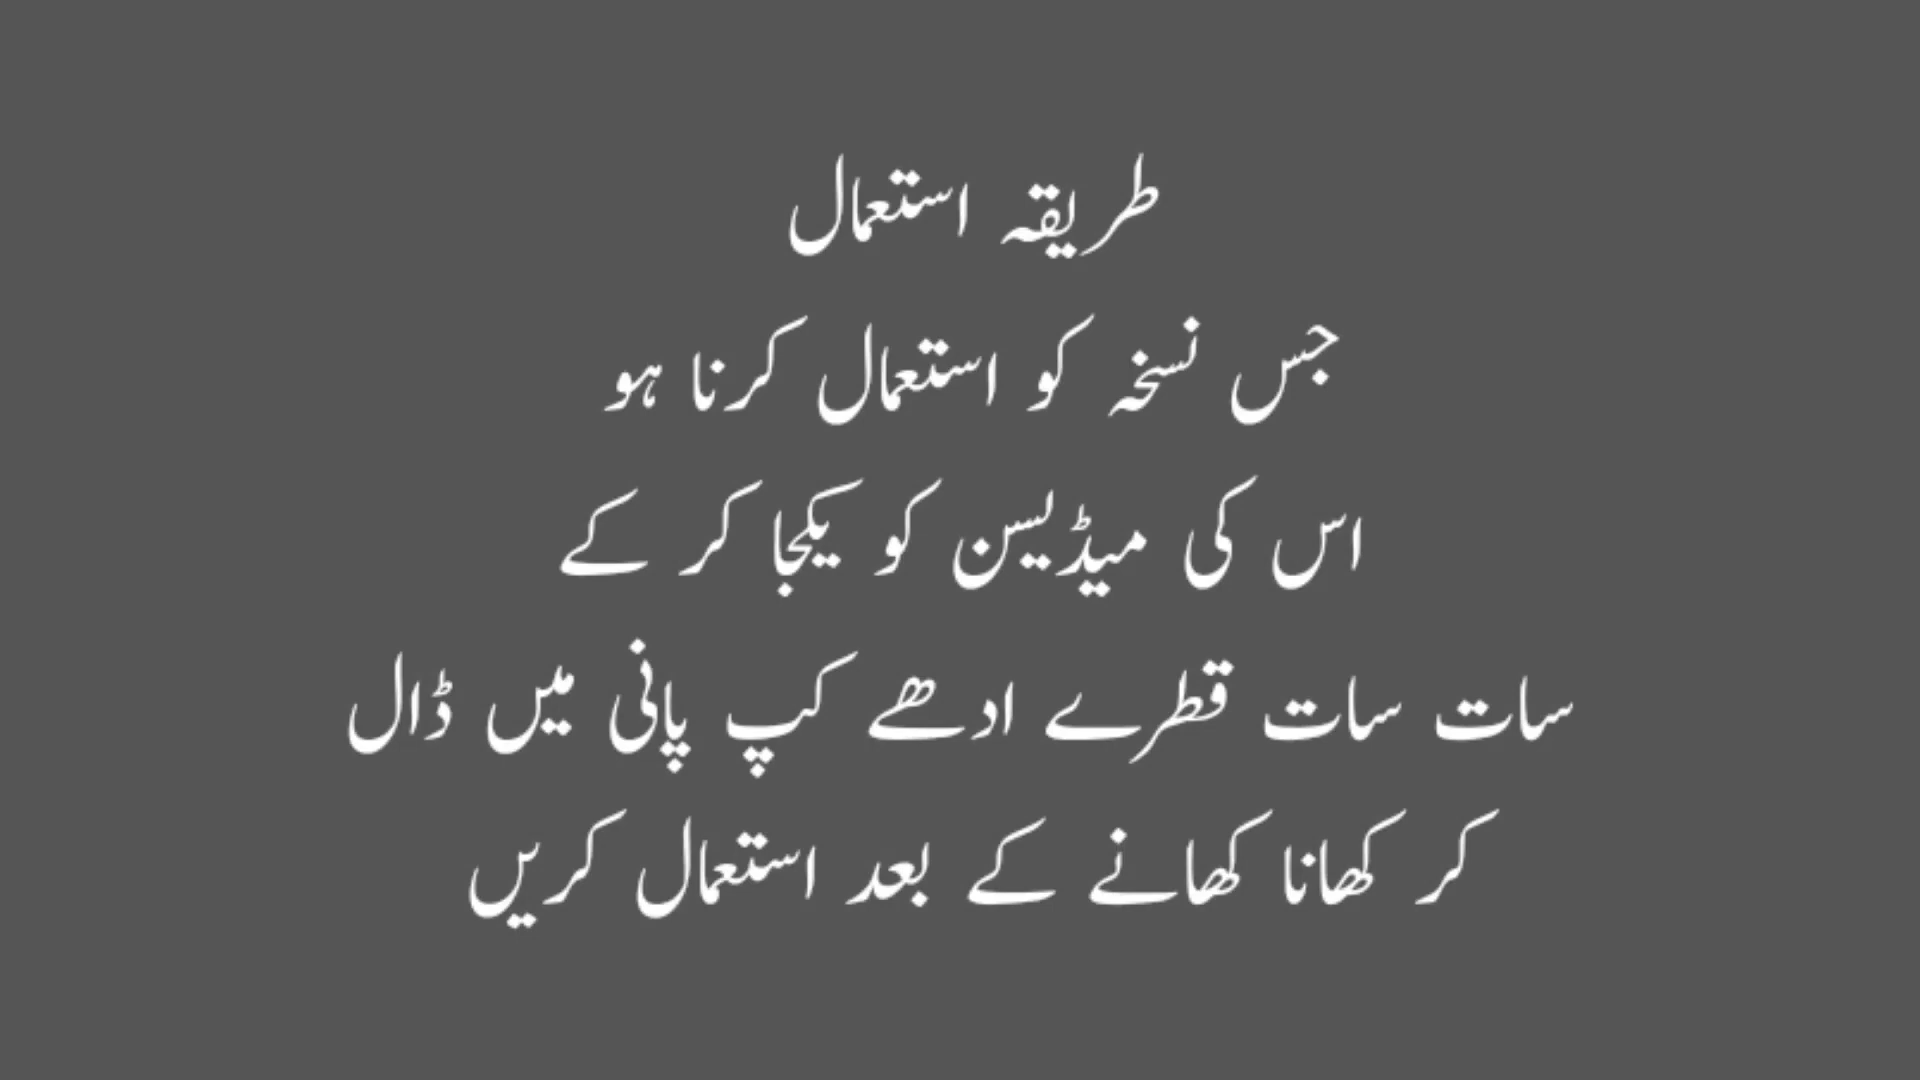 طریقہ استعمال
جس نسخہ کو استعمال کرنا ہو
اس کی میڈیسن کو یکجا کر کے
سات سات قطرے ادھے کپ پانی میں ڈال
کر کھانا کھانے کے بعد استعمال کریں